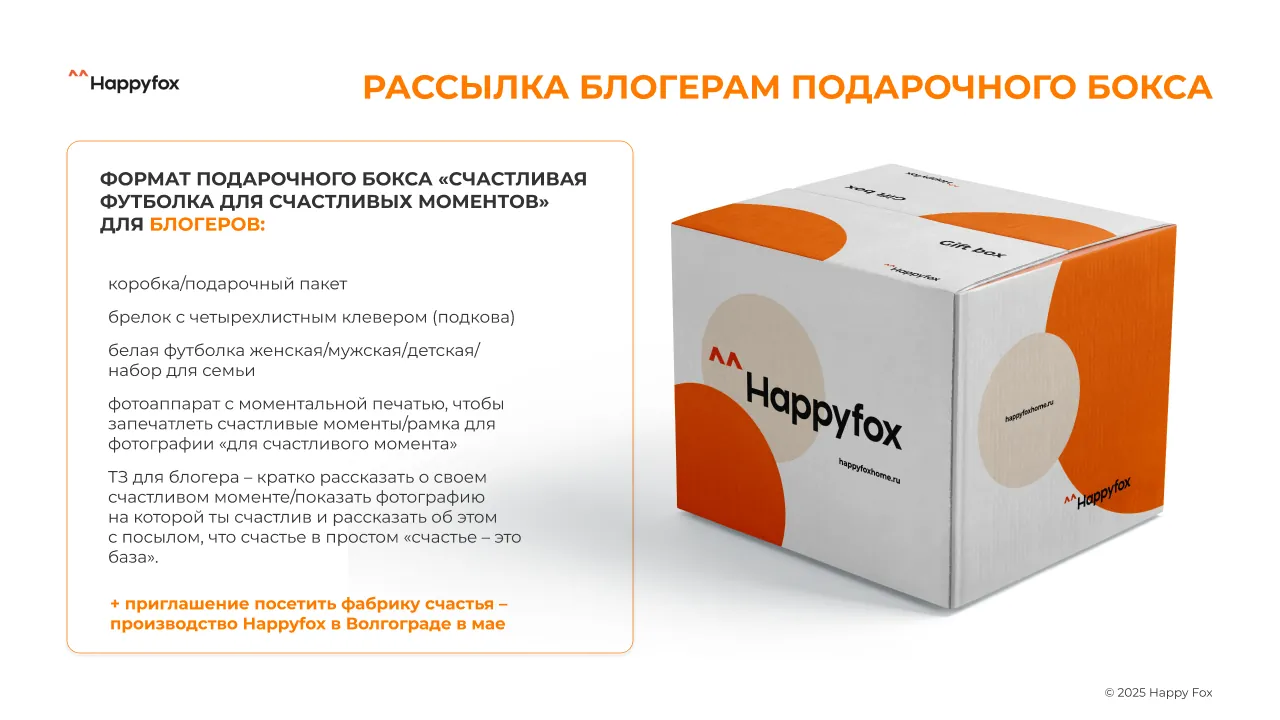 ^^Happyfox
РАССЫЛКА БЛОГЕРАМ ПОДАРОЧНОГО БОКСА
ФОРМАТ ПОДАРОЧНОГО БОКСА «СЧАСТЛИВАЯ
ФУТБОЛКА ДЛЯ СЧАСТЛИВЫХ МОМЕНТОВ»
ДЛЯ БЛОГЕРОВ:
коробка/подарочный пакет
брелок с четырехлистным клевером (подкова)
белая футболка женская/мужская/детская/
набор для семьи
фотоаппарат с моментальной печатью, чтобы
запечатлеть счастливые моменты/рамка для
фотографии «для счастливого момента»
ТЗ для блогера – кратко рассказать о своем
счастливом моменте/показать фотографию
на которой ты счастлив и рассказать об этом
с посылом, что счастье в простом «счастье – это
база».
+ приглашение посетить фабрику счастья –
производство Happyfox в Волгограде в мае
^^Happyfox
Gift box
Gift box
^^Happyfox
^^Happyfox
happyfoxhome.ru
happyfoxhome.ru
^^Happyfox
© 2025 Happy Fox